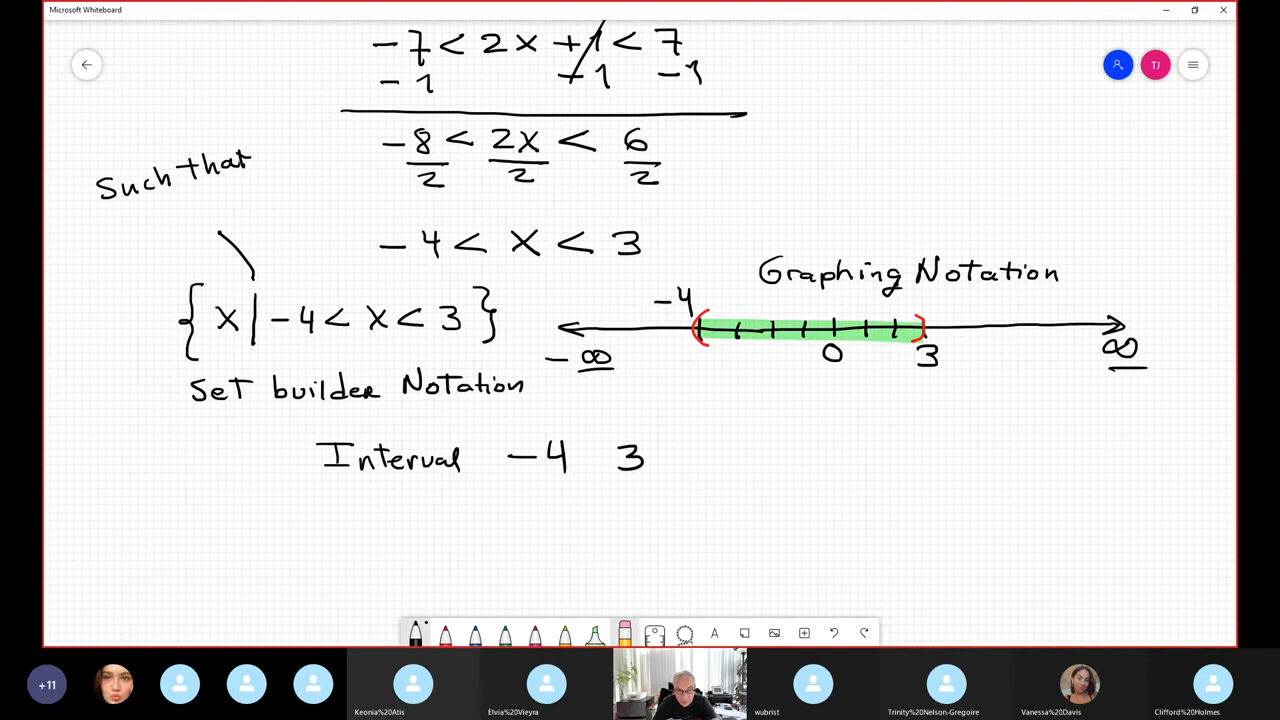 Microsoft Whiteboard
-7 < 2x + 1 < 7
-1 -1 -1
-8 < 2x < 6
2 2 2
Such that
-4 < x < 3
{ x | -4 < x < 3 }
Set builder Notation
Graphing Notation
-4
-∞ 0 3 ∞
Interval -4 3
TJ
A
+11
Keonia%20Atis
Elvia%20Vieyra
wubrist
Trinity%20Nelson-Gregoire
Vanessa%20Davis
Clifford%20Holmes